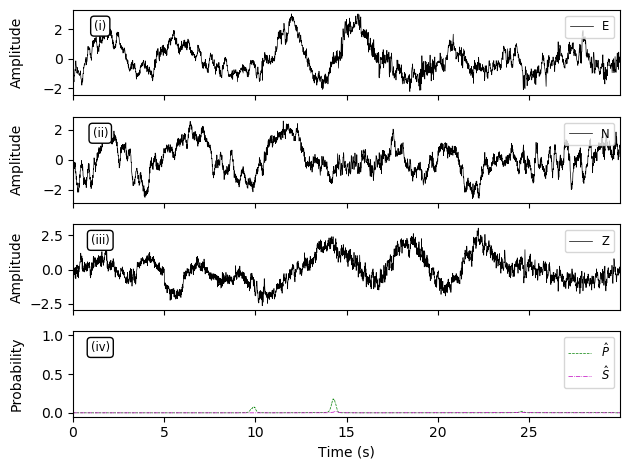 (i)
E
Amplitude
2
0
−2
(ii)
N
Amplitude
2
0
−2
(iii)
Z
Amplitude
2.5
0.0
−2.5
(iv)
P̂
Ŝ
Probability
1.0
0.5
0.0
0 5 10 15 20 25
Time (s)